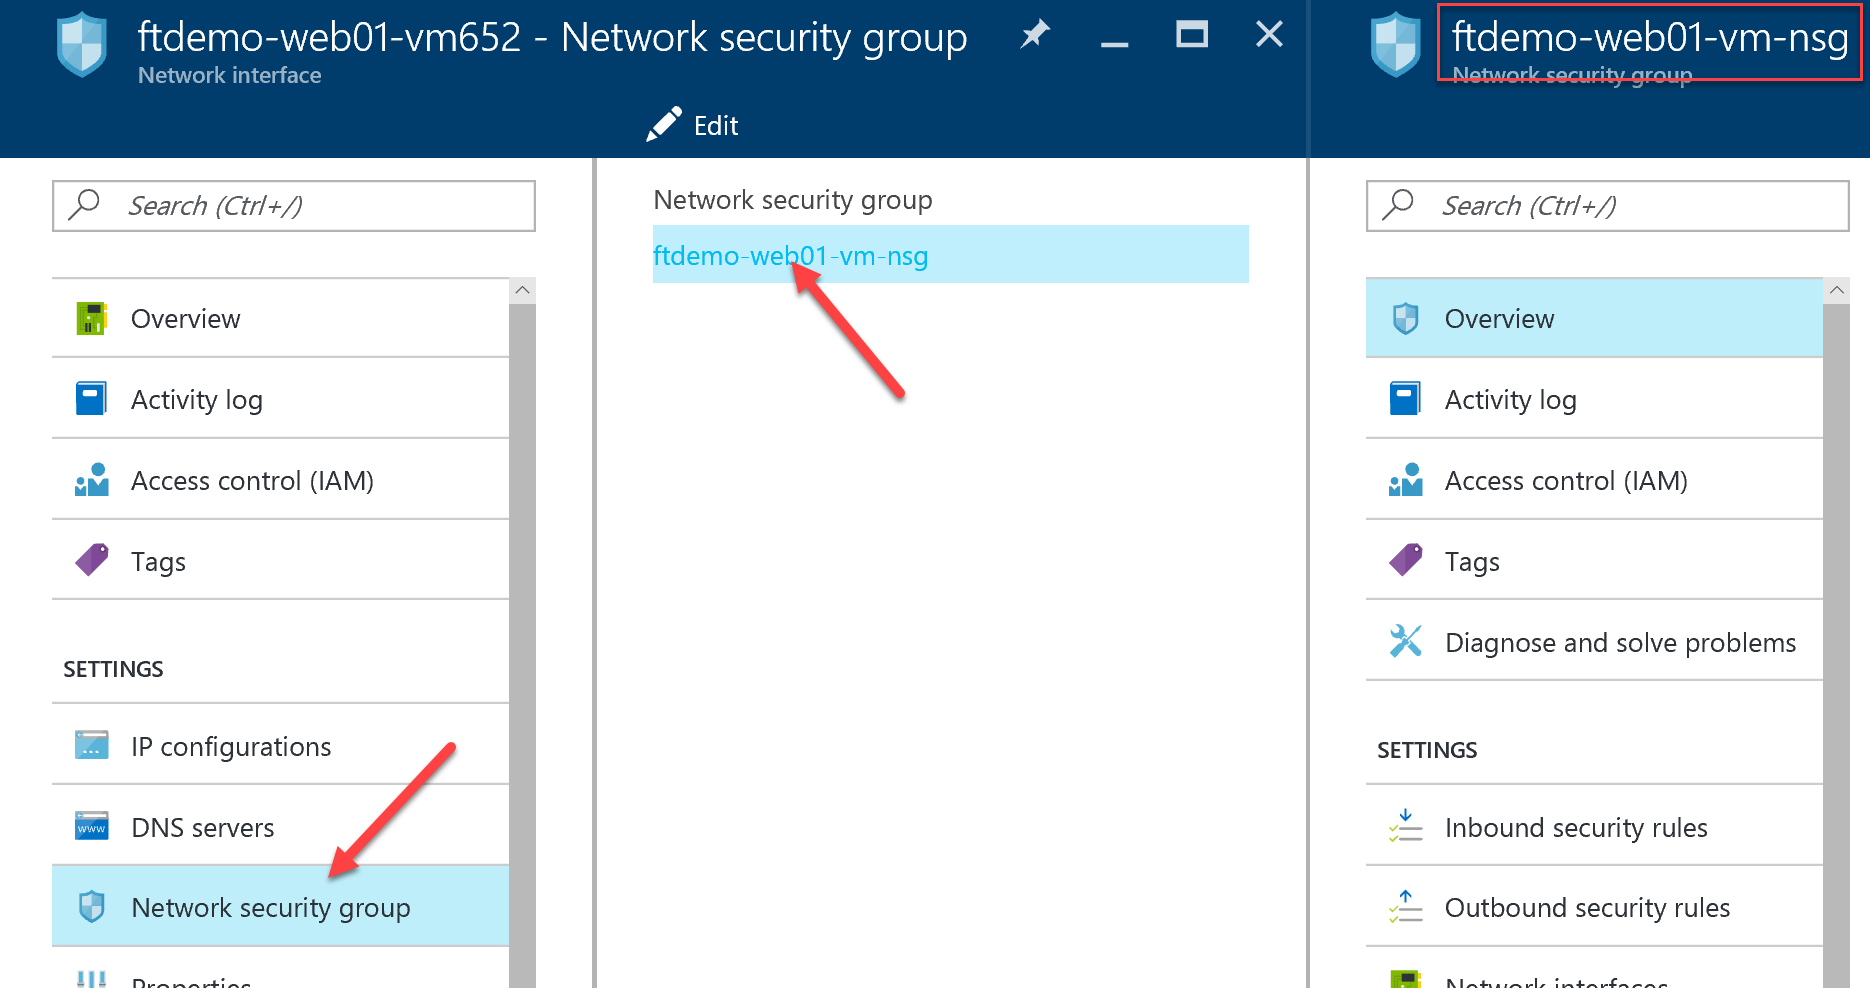 ftdemo-web01-vm652 - Network security group
Network interface
Edit
Search (Ctrl+/)
Overview
Activity log
Access control (IAM)
Tags
SETTINGS
IP configurations
DNS servers
Network security group
Properties
Network security group
ftdemo-web01-vm-nsg
ftdemo-web01-vm-nsg
Network security group
Search (Ctrl+/)
Overview
Activity log
Access control (IAM)
Tags
Diagnose and solve problems
SETTINGS
Inbound security rules
Outbound security rules
Network interfaces